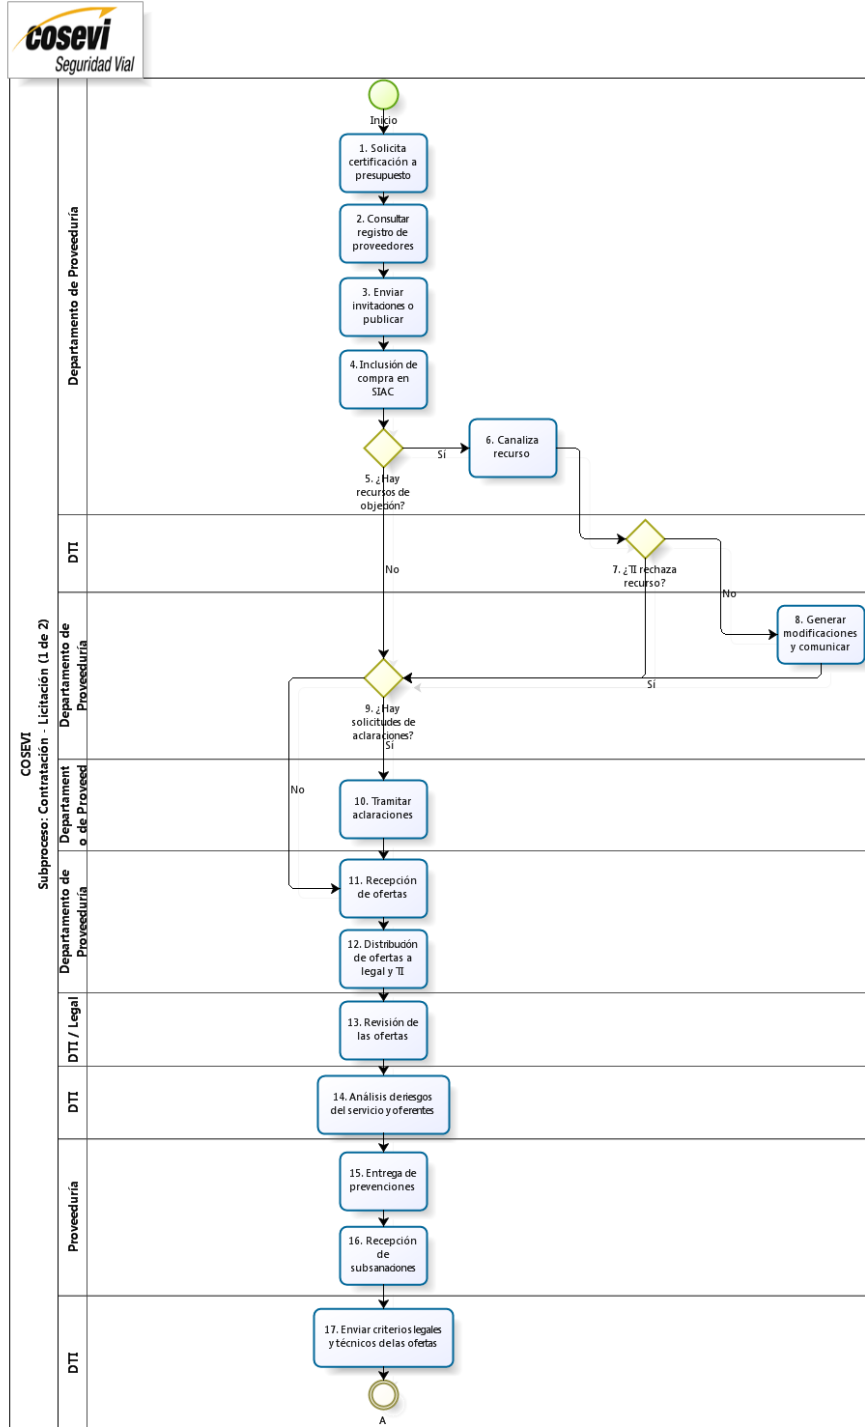 cosevi
Seguridad Vial
COSEVI
Subproceso: Contratación - Licitación (1 de 2)
Departamento de Proveeduría
Inicio
1. Solicita
certificación a
presupuesto
2. Consultar
registro de
proveedores
3. Enviar
invitaciones o
publicar
4. Inclusión de
compra en
SIAC
5. ¿Hay
recursos de
objeción?
Sí
6. Canaliza
recurso
No
DTI
7. ¿TI rechaza
recurso?
No
Sí
Departamento de
Proveeduría
8. Generar
modificaciones
y comunicar
9. ¿Hay
solicitudes de
aclaraciones?
Sí
No
Departament
o de Proveed
10. Tramitar
aclaraciones
Departamento de
Proveeduría
11. Recepción
de ofertas
12. Distribución
de ofertas a
legal y TI
DTI / Legal
13. Revisión de
las ofertas
DTI
14. Análisis de riesgos
del servicio y oferentes
Proveeduría
15. Entrega de
prevenciones
16. Recepción
de
subsanaciones
DTI
17. Enviar criterios legales
y técnicos de las ofertas
A